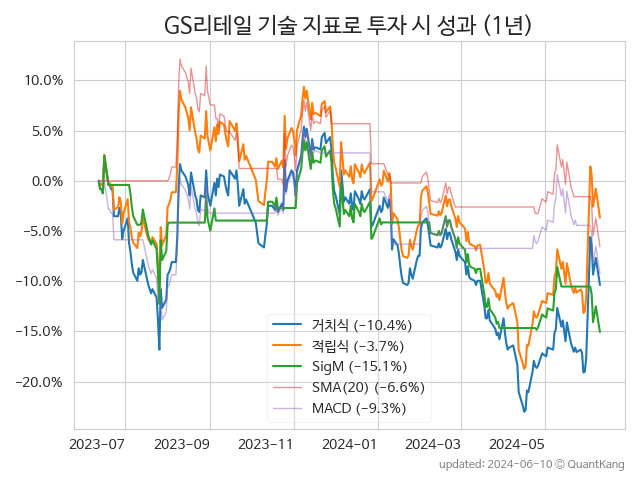 GS리테일 기술 지표로 투자 시 성과 (1년)
10.0%
5.0%
0.0%
−5.0%
−10.0%
−15.0%
−20.0%
거치식 (−10.4%)
적립식 (−3.7%)
SigM (−15.1%)
SMA(20) (−6.6%)
MACD (−9.3%)
2023-07 2023-09 2023-11 2024-01 2024-03 2024-05
updated: 2024-06-10 ⓒ QuantKang